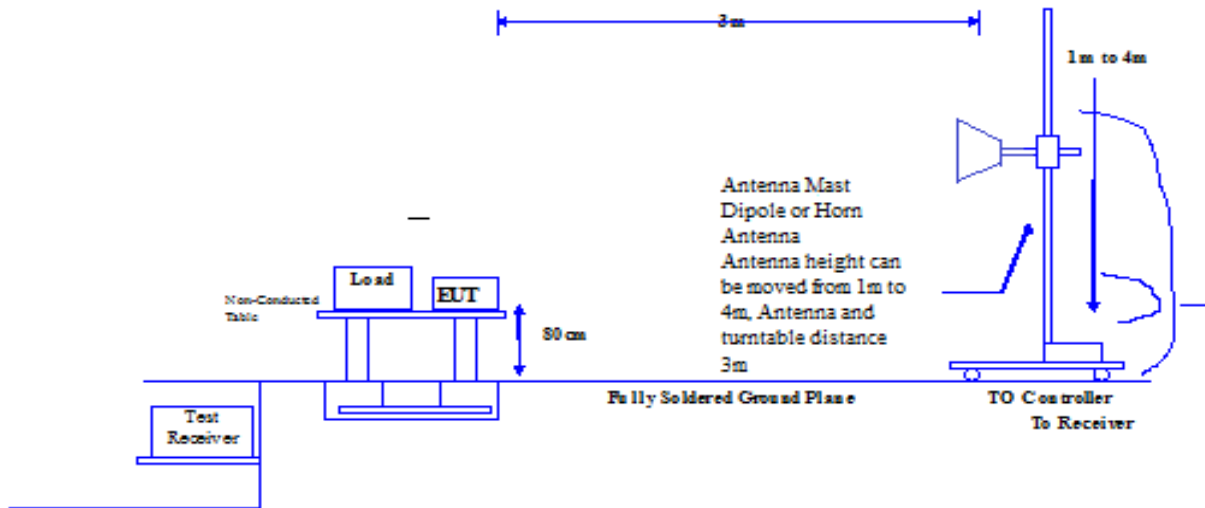 3m
1m to 4m
Antenna Mast
Dipole or Horn
Antenna
Antenna height can
be moved from 1m to
4m, Antenna and
turntable distance
3m
Load
EUT
Non-Conducted
Table
80cm
Fully Soldered Ground Plane
TO Controller
To Receiver
Test
Receiver